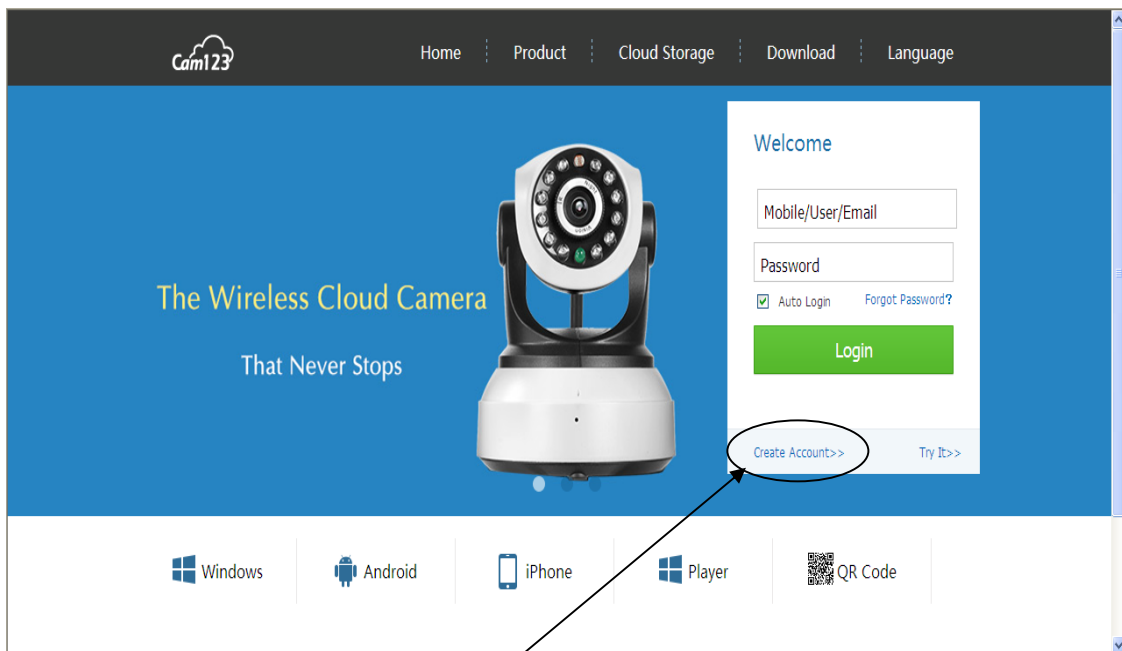 Cam123
Home Product Cloud Storage Download Language
Welcome
Mobile/User/Email
Password
Auto Login Forgot Password?
Login
Create Account>> Try It>>
The Wireless Cloud Camera
That Never Stops
Windows Android iPhone Player QR Code